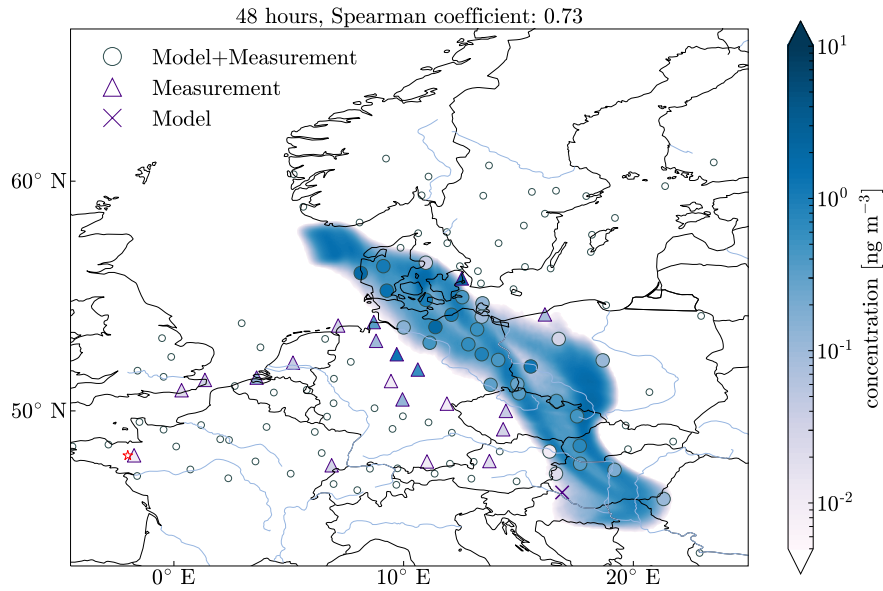 48 hours, Spearman coefficient: 0.73
Model+Measurement
Measurement
Model
60° N
50° N
0° E
10° E
20° E
10¹
10⁰
10⁻¹
10⁻²
concentration [ng m⁻³]